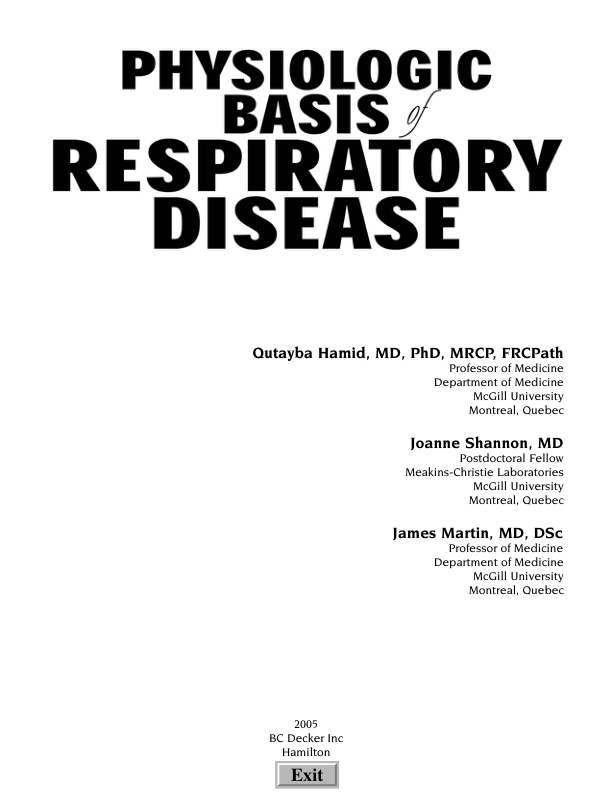 PHYSIOLOGIC
BASIS of
RESPIRATORY
DISEASE
Qutayba Hamid, MD, PhD, MRCP, FRCPath
Professor of Medicine
Department of Medicine
McGill University
Montreal, Quebec
Joanne Shannon, MD
Postdoctoral Fellow
Meakins-Christie Laboratories
McGill University
Montreal, Quebec
James Martin, MD, DSc
Professor of Medicine
Department of Medicine
McGill University
Montreal, Quebec
2005
BC Decker Inc
Hamilton
Exit